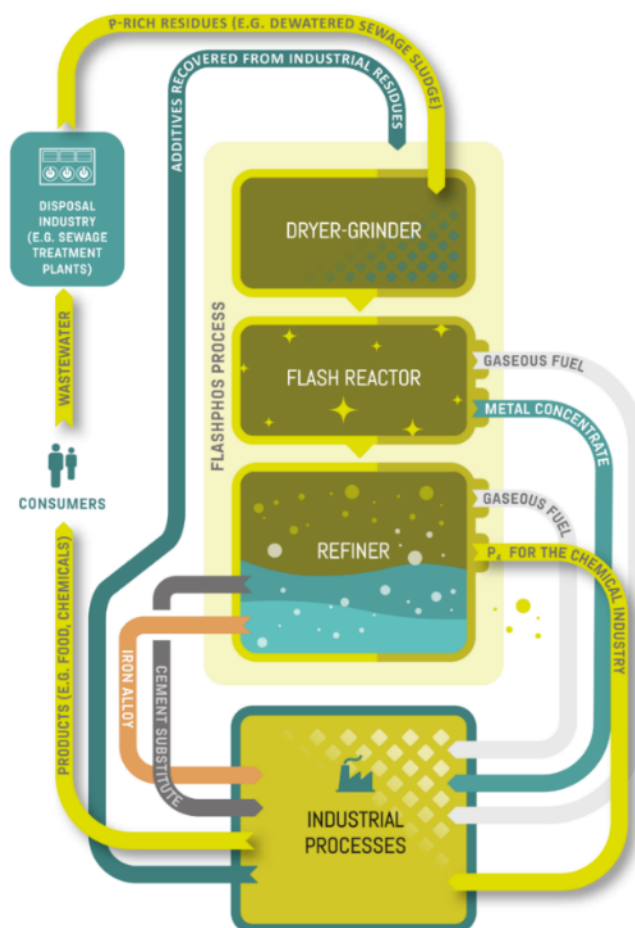 P-RICH RESIDUES (E.G. DEWATERED SEWAGE SLUDGE)
ADDITIVES RECOVERED FROM INDUSTRIAL RESIDUES
DISPOSAL
INDUSTRY
(E.G. SEWAGE
TREATMENT
PLANTS)
WASTEWATER
CONSUMERS
PRODUCTS (E.G. FOOD, CHEMICALS)
FLASHPHOS PROCESS
DRYER-GRINDER
FLASH REACTOR
REFINER
GASEOUS FUEL
METAL CONCENTRATE
GASEOUS FUEL
P₄ FOR THE CHEMICAL INDUSTRY
IRON ALLOY
CEMENT SUBSTITUTE
INDUSTRIAL
PROCESSES